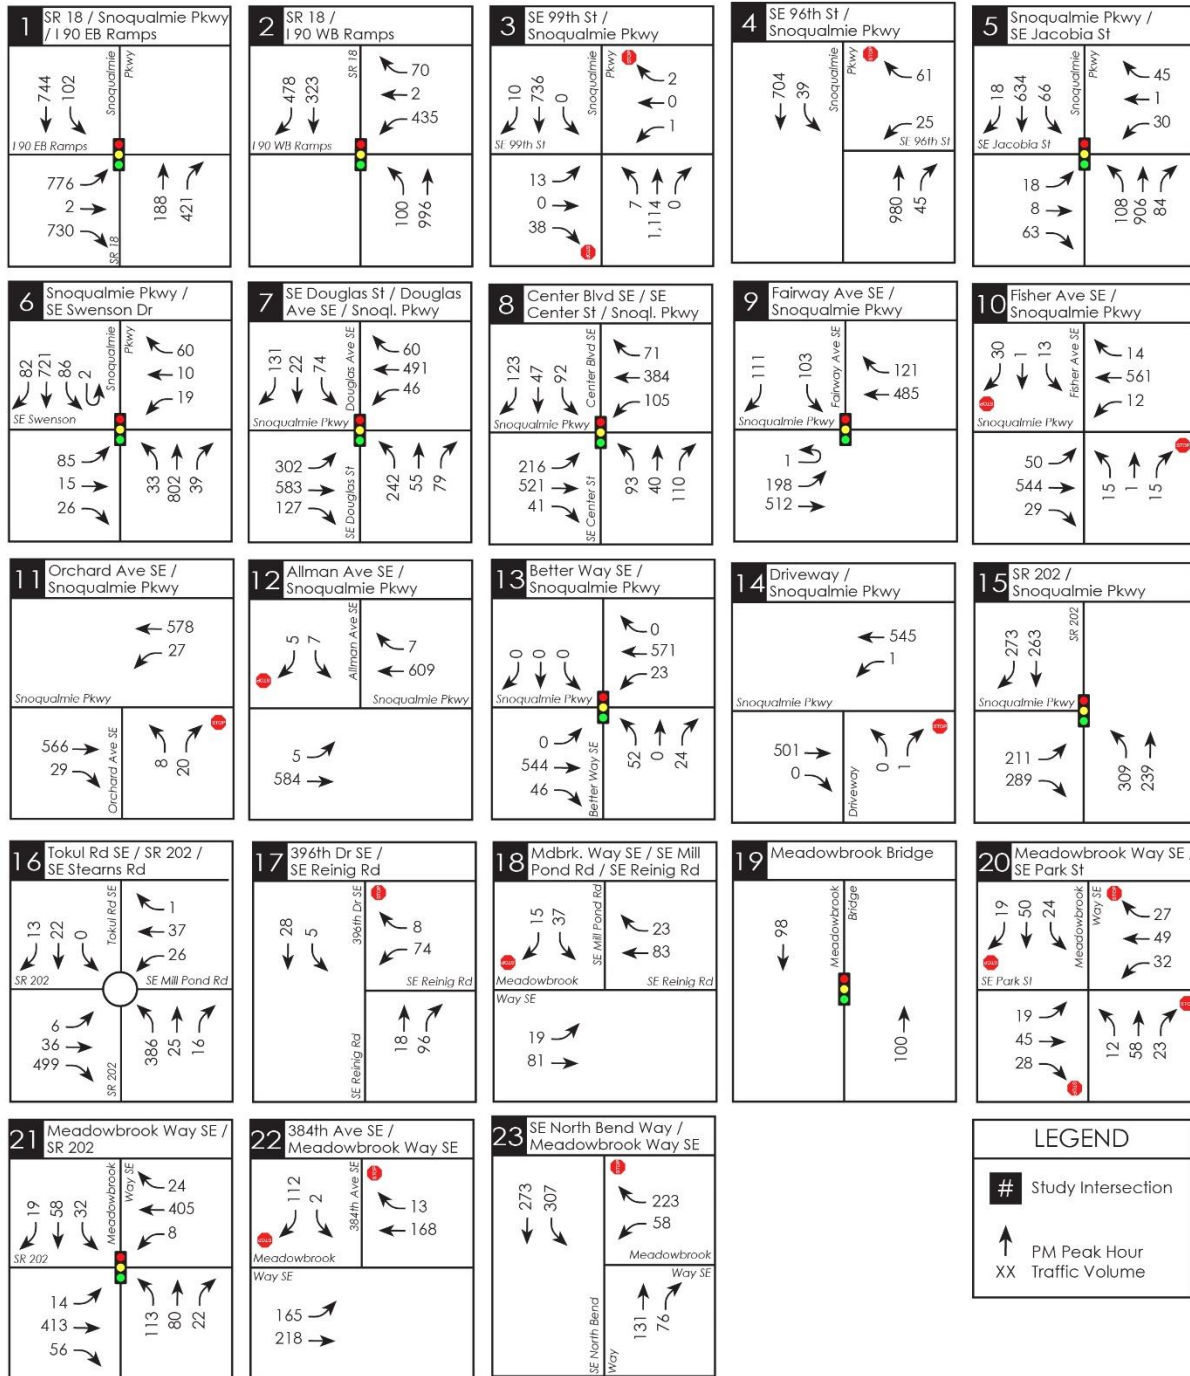 1
SR 18 / Snoqualmie Pkwy
/ I 90 EB Ramps
744
102
Snoqualmie
Pkwy
I 90 EB Ramps
776
2
730
SR 18
188
421
2
SR 18 /
I 90 WB Ramps
478
323
SR 18
70
2
435
I 90 WB Ramps
100
996
3
SE 99th St /
Snoqualmie Pkwy
10
736
0
Snoqualmie
Pkwy
STOP
2
0
1
SE 99th St
13
0
38
STOP
7
1,114
0
4
SE 96th St /
Snoqualmie Pkwy
704
39
Snoqualmie
Pkwy
STOP
61
25
SE 96th St
980
45
5
Snoqualmie Pkwy /
SE Jacobia St
18
634
66
Snoqualmie
Pkwy
45
1
30
SE Jacobia St
18
8
63
108
906
84
6
Snoqualmie Pkwy /
SE Swenson Dr
82
721
86
2
Snoqualmie
Pkwy
60
10
19
SE Swenson
85
15
26
33
802
39
7
SE Douglas St / Douglas
Ave SE / Snoql. Pkwy
131
22
74
Douglas Ave SE
60
491
46
Snoqualmie Pkwy
302
583
127
SE Douglas St
242
55
79
8
Center Blvd SE / SE
Center St / Snoql. Pkwy
123
47
92
Center Blvd SE
71
384
105
Snoqualmie Pkwy
216
521
41
SE Center St
93
40
110
9
Fairway Ave SE /
Snoqualmie Pkwy
111
103
Fairway Ave SE
121
485
Snoqualmie Pkwy
1
198
512
10
Fisher Ave SE /
Snoqualmie Pkwy
30
1
13
Fisher Ave SE
14
561
12
STOP
Snoqualmie Pkwy
50
544
29
15
1
15
STOP
11
Orchard Ave SE /
Snoqualmie Pkwy
578
27
Snoqualmie Pkwy
566
29
Orchard Ave SE
8
20
STOP
12
Allman Ave SE /
Snoqualmie Pkwy
5
7
Allman Ave SE
STOP
7
609
Snoqualmie Pkwy
5
584
13
Better Way SE /
Snoqualmie Pkwy
0
0
0
0
571
23
Snoqualmie Pkwy
0
544
46
Better Way SE
52
0
24
14
Driveway /
Snoqualmie Pkwy
545
1
Snoqualmie Pkwy
501
0
Driveway
0
1
STOP
15
SR 202 /
Snoqualmie Pkwy
273
263
SR 202
Snoqualmie Pkwy
211
289
309
239
16
Tokul Rd SE / SR 202 /
SE Stearns Rd
13
22
0
Tokul Rd SE
1
37
26
SR 202
SE Mill Pond Rd
6
36
499
SR 202
386
25
16
17
396th Dr SE /
SE Reinig Rd
28
5
396th Dr SE
STOP
8
74
SE Reinig Rd
SE Reinig Rd
18
96
18
Mdbrk. Way SE / SE Mill
Pond Rd / SE Reinig Rd
15
37
SE Mill Pond Rd
STOP
23
83
Meadowbrook
SE Reinig Rd
Way SE
19
81
19
Meadowbrook Bridge
98
Meadowbrook
Bridge
100
20
Meadowbrook Way SE /
SE Park St
19
50
24
Meadowbrook
Way SE
STOP
27
49
32
STOP
SE Park St
19
45
28
STOP
12
58
23
STOP
21
Meadowbrook Way SE /
SR 202
19
58
32
Meadowbrook
Way SE
24
405
8
SR 202
14
413
56
113
80
22
22
384th Ave SE /
Meadowbrook Way SE
112
2
384th Ave SE
STOP
13
168
STOP
Meadowbrook
Way SE
165
218
23
SE North Bend Way /
Meadowbrook Way SE
273
307
STOP
223
58
Meadowbrook
Way SE
SE North Bend
Way
131
76
LEGEND
# Study Intersection
PM Peak Hour
XX Traffic Volume